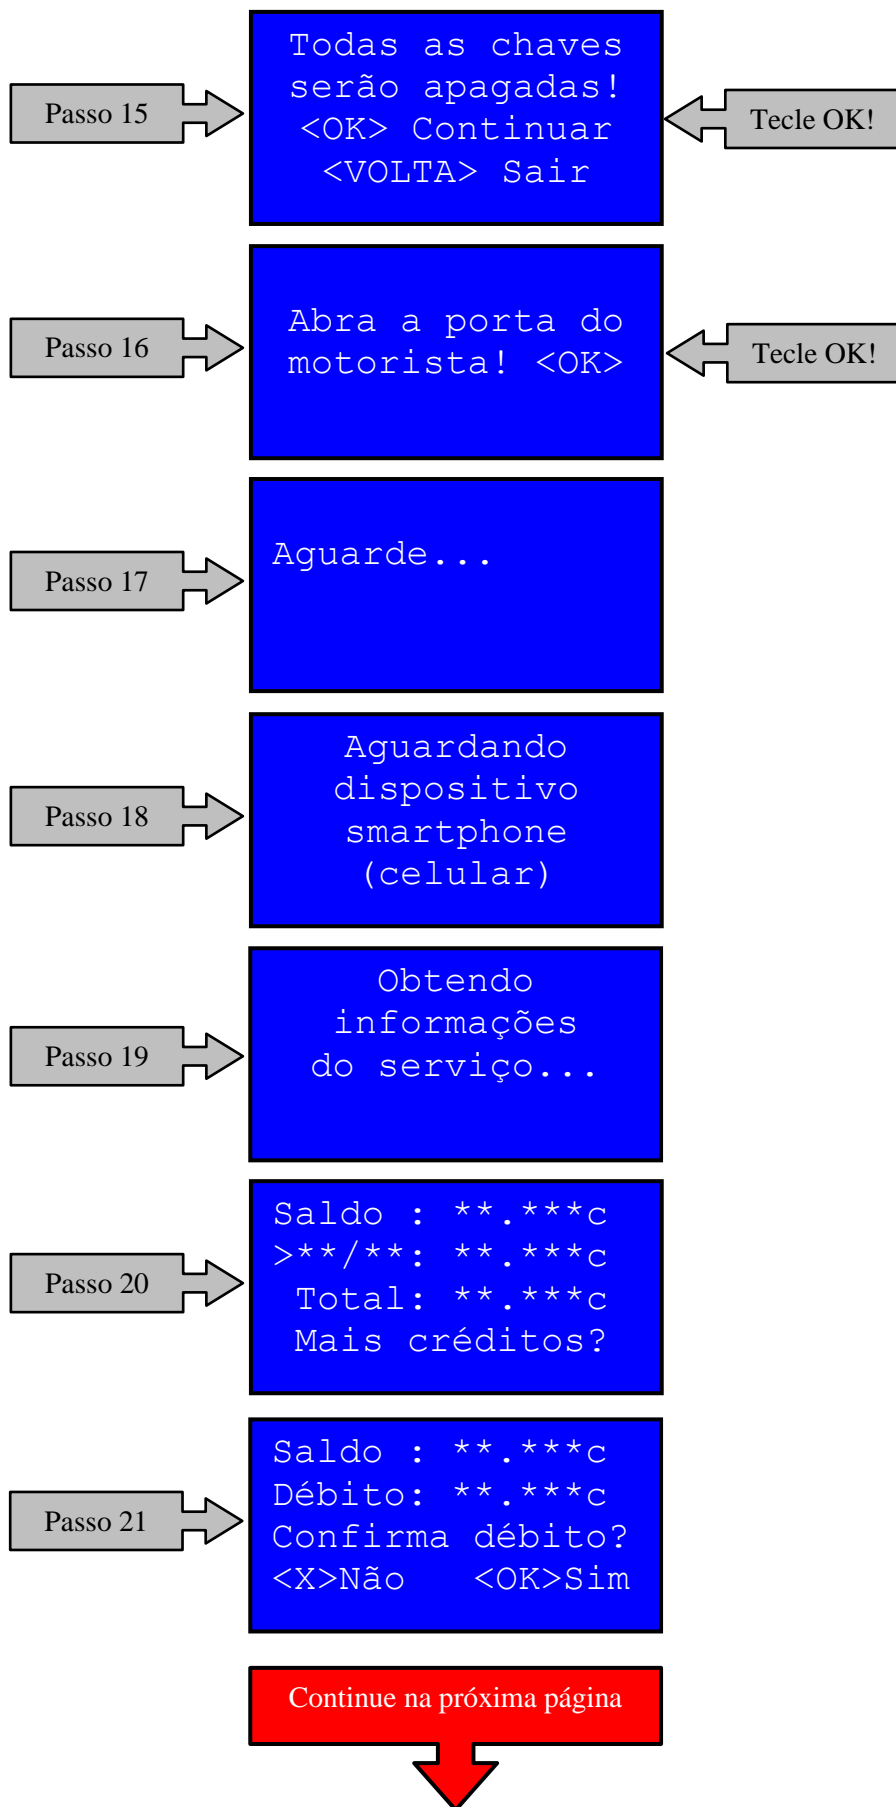 Passo 15
Todas as chaves
serão apagadas!
<OK> Continuar
<VOLTA> Sair
Tecle OK!
Passo 16
Abra a porta do
motorista! <OK>
Tecle OK!
Passo 17
Aguarde...
Passo 18
Aguardando
dispositivo
smartphone
(celular)
Passo 19
Obtendo
informações
do serviço...
Passo 20
Saldo : **.***c
>**/**: **.***c
Total: **.***c
Mais créditos?
Passo 21
Saldo : **.***c
Débito: **.***c
Confirma débito?
<X>Não <OK>Sim
Continue na próxima página